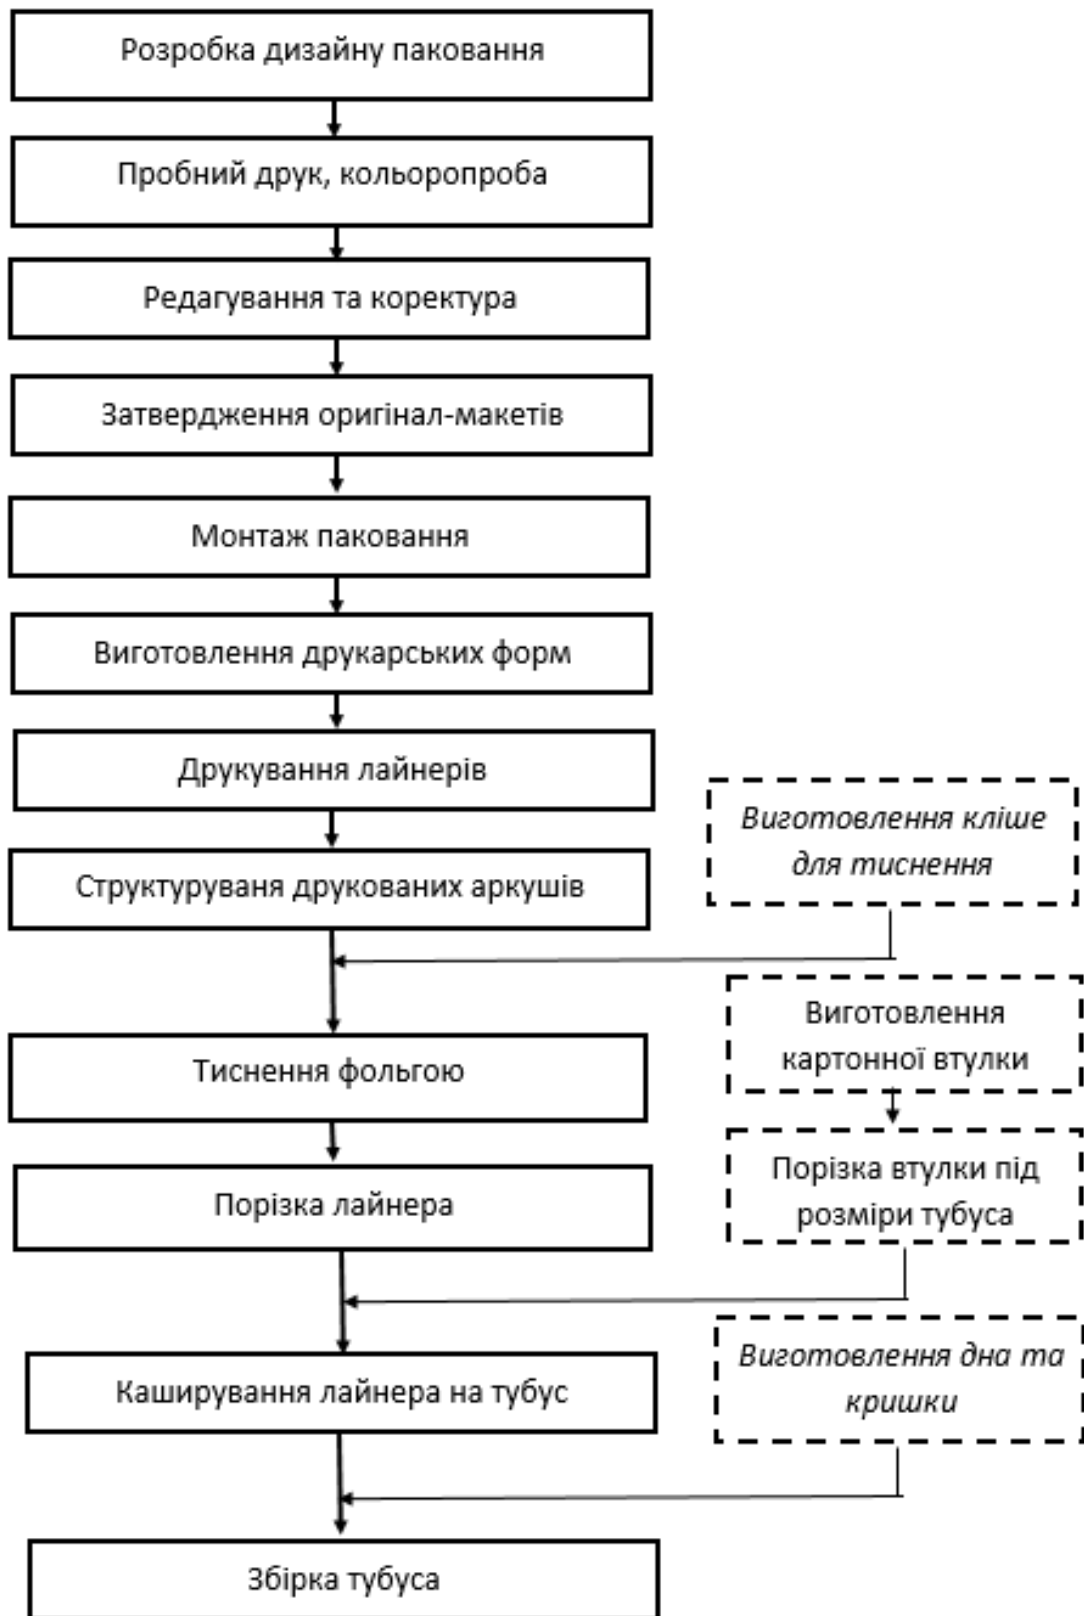 Розробка дизайну паковання
Пробний друк, кольоропроба
Редагування та коректура
Затвердження оригінал-макетів
Монтаж паковання
Виготовлення друкарських форм
Друкування лайнерів
Виготовлення кліше
для тиснення
Структуруваня друкованих аркушів
Виготовлення
картонної втулки
Тиснення фольгою
Порізка втулки під
розміри тубуса
Порізка лайнера
Виготовлення дна та
кришки
Каширування лайнера на тубус
Збірка тубуса